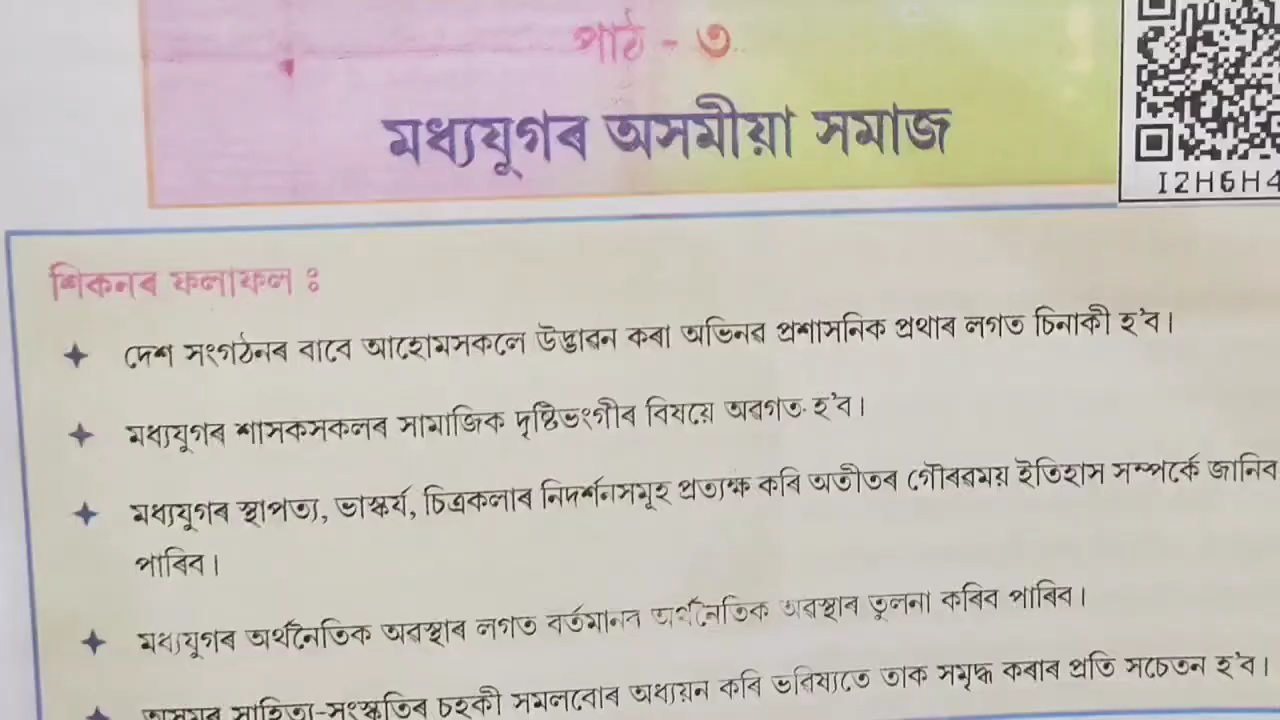 পাঠ - ৩
মধ্যযুগৰ অসমীয়া সমাজ
I2H6H4
শিকনৰ ফলাফল :
দেশ সংগঠনৰ বাবে আহোমসকলে উদ্ভাৱন কৰা অভিনৱ প্ৰশাসনিক প্ৰথাৰ লগত চিনাকী হ'ব।
মধ্যযুগৰ শাসকসকলৰ সামাজিক দৃষ্টিভংগীৰ বিষয়ে অৱগত হ'ব।
মধ্যযুগৰ স্থাপত্য, ভাস্কৰ্য, চিত্ৰকলাৰ নিদৰ্শনসমূহ প্ৰত্যক্ষ কৰি অতীতৰ গৌৰৱময় ইতিহাস সম্পৰ্কে জানিব
পাৰিব।
মধ্যযুগৰ অৰ্থনৈতিক অৱস্থাৰ লগত বৰ্তমানৰ অৰ্থনৈতিক অৱস্থাৰ তুলনা কৰিব পাৰিব।
অসমৰ সাহিত্য-সংস্কৃতিৰ চহকী সমলবোৰ অধ্যয়ন কৰি ভৱিষ্যতে তাক সমৃদ্ধ কৰাৰ প্ৰতি সচেতন হ'ব।